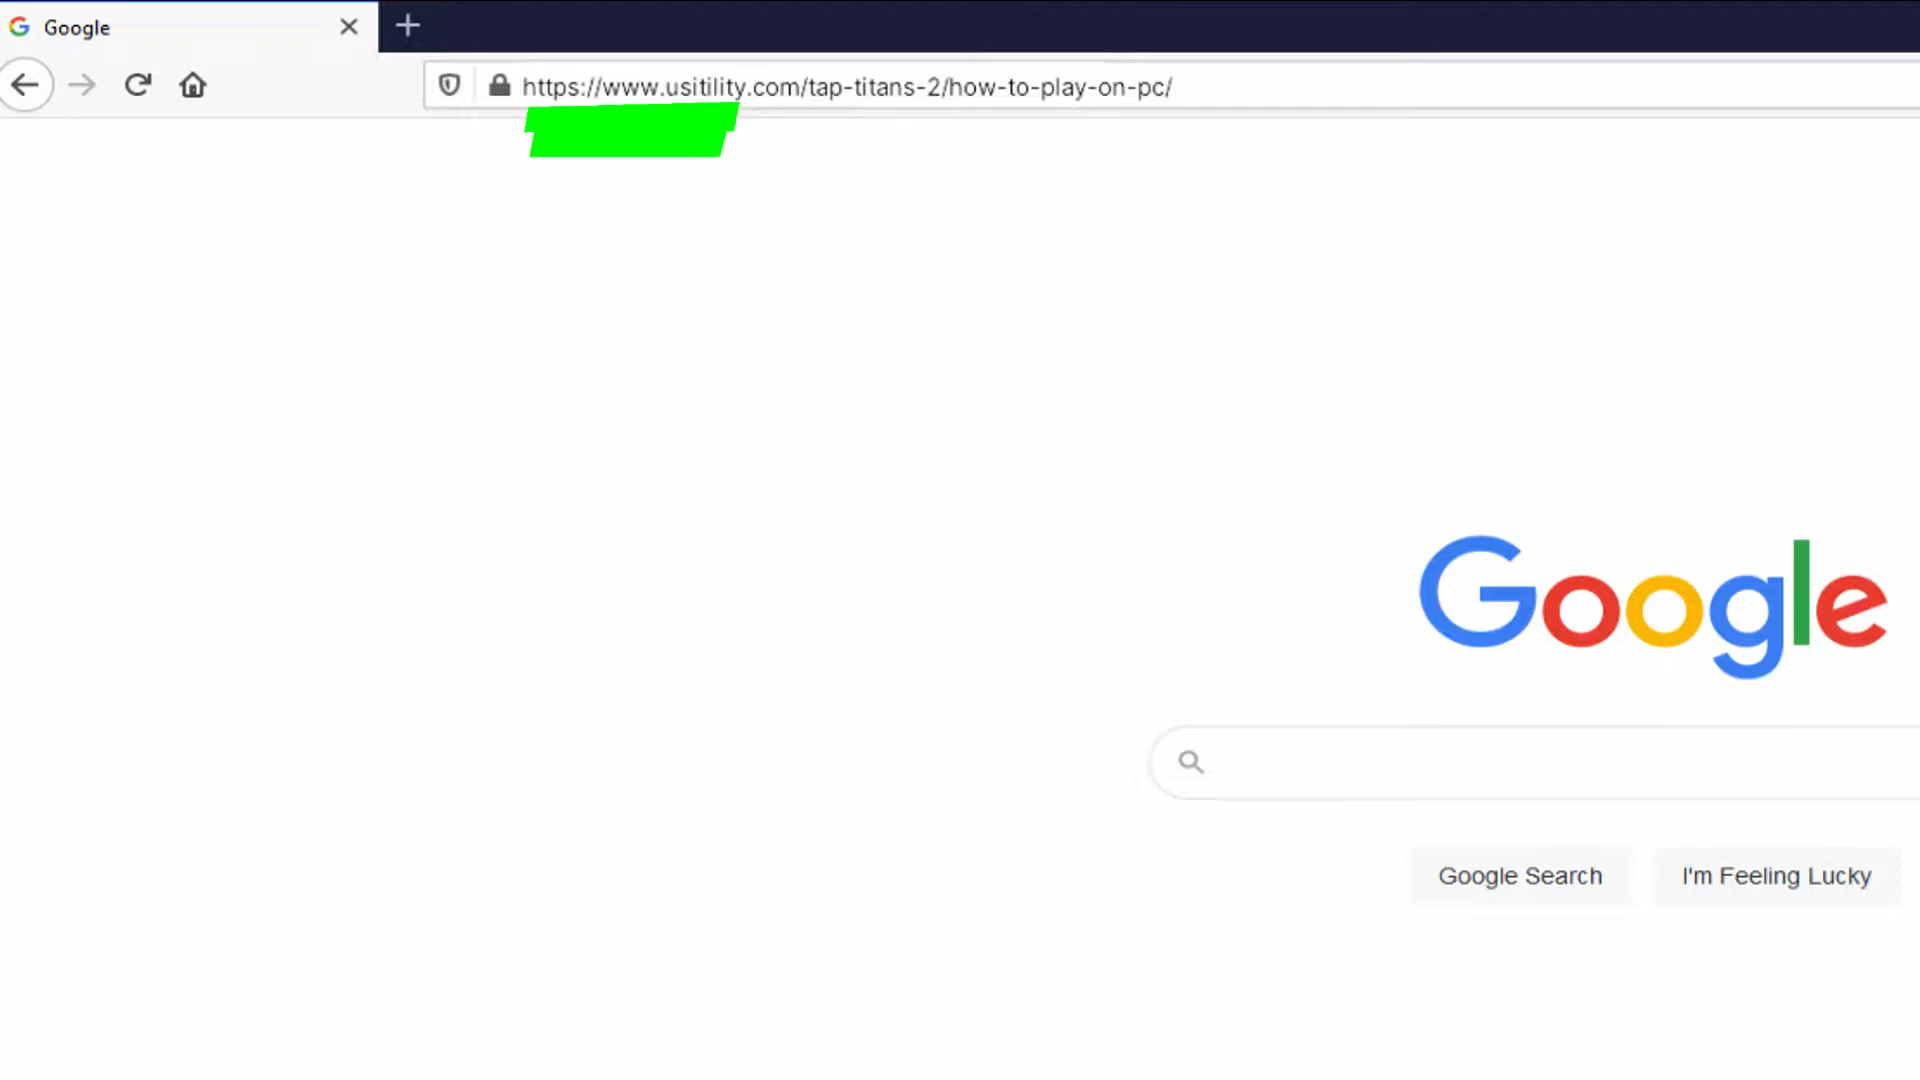 Google
https://www.usitility.com/tap-titans-2/how-to-play-on-pc/
Google
Google Search
I'm Feeling Lucky